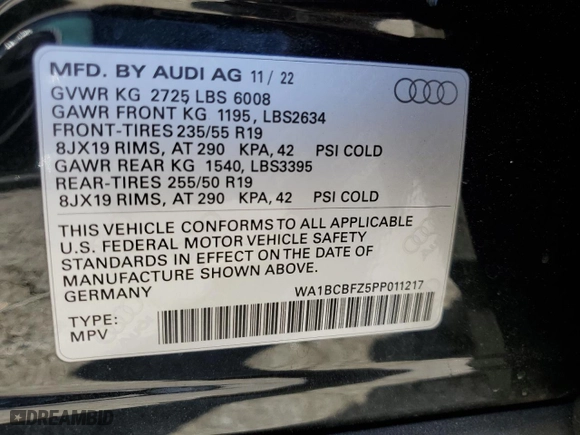 MFD. BY AUDI AG 11/ 22
GVWR KG 2725 LBS 6008
GAWR FRONT KG 1195, LBS2634
FRONT-TIRES 235/55 R19
8JX19 RIMS, AT 290 KPA, 42 PSI COLD
GAWR REAR KG 1540, LBS3395
REAR-TIRES 255/50 R19
8JX19 RIMS, AT 290 KPA, 42 PSI COLD
THIS VEHICLE CONFORMS TO ALL APPLICABLE
U.S. FEDERAL MOTOR VEHICLE SAFETY
STANDARDS IN EFFECT ON THE DATE OF
MANUFACTURE SHOWN ABOVE.
GERMANY WA1BCBFZ5PP011217
TYPE:
MPV
DREAMBID